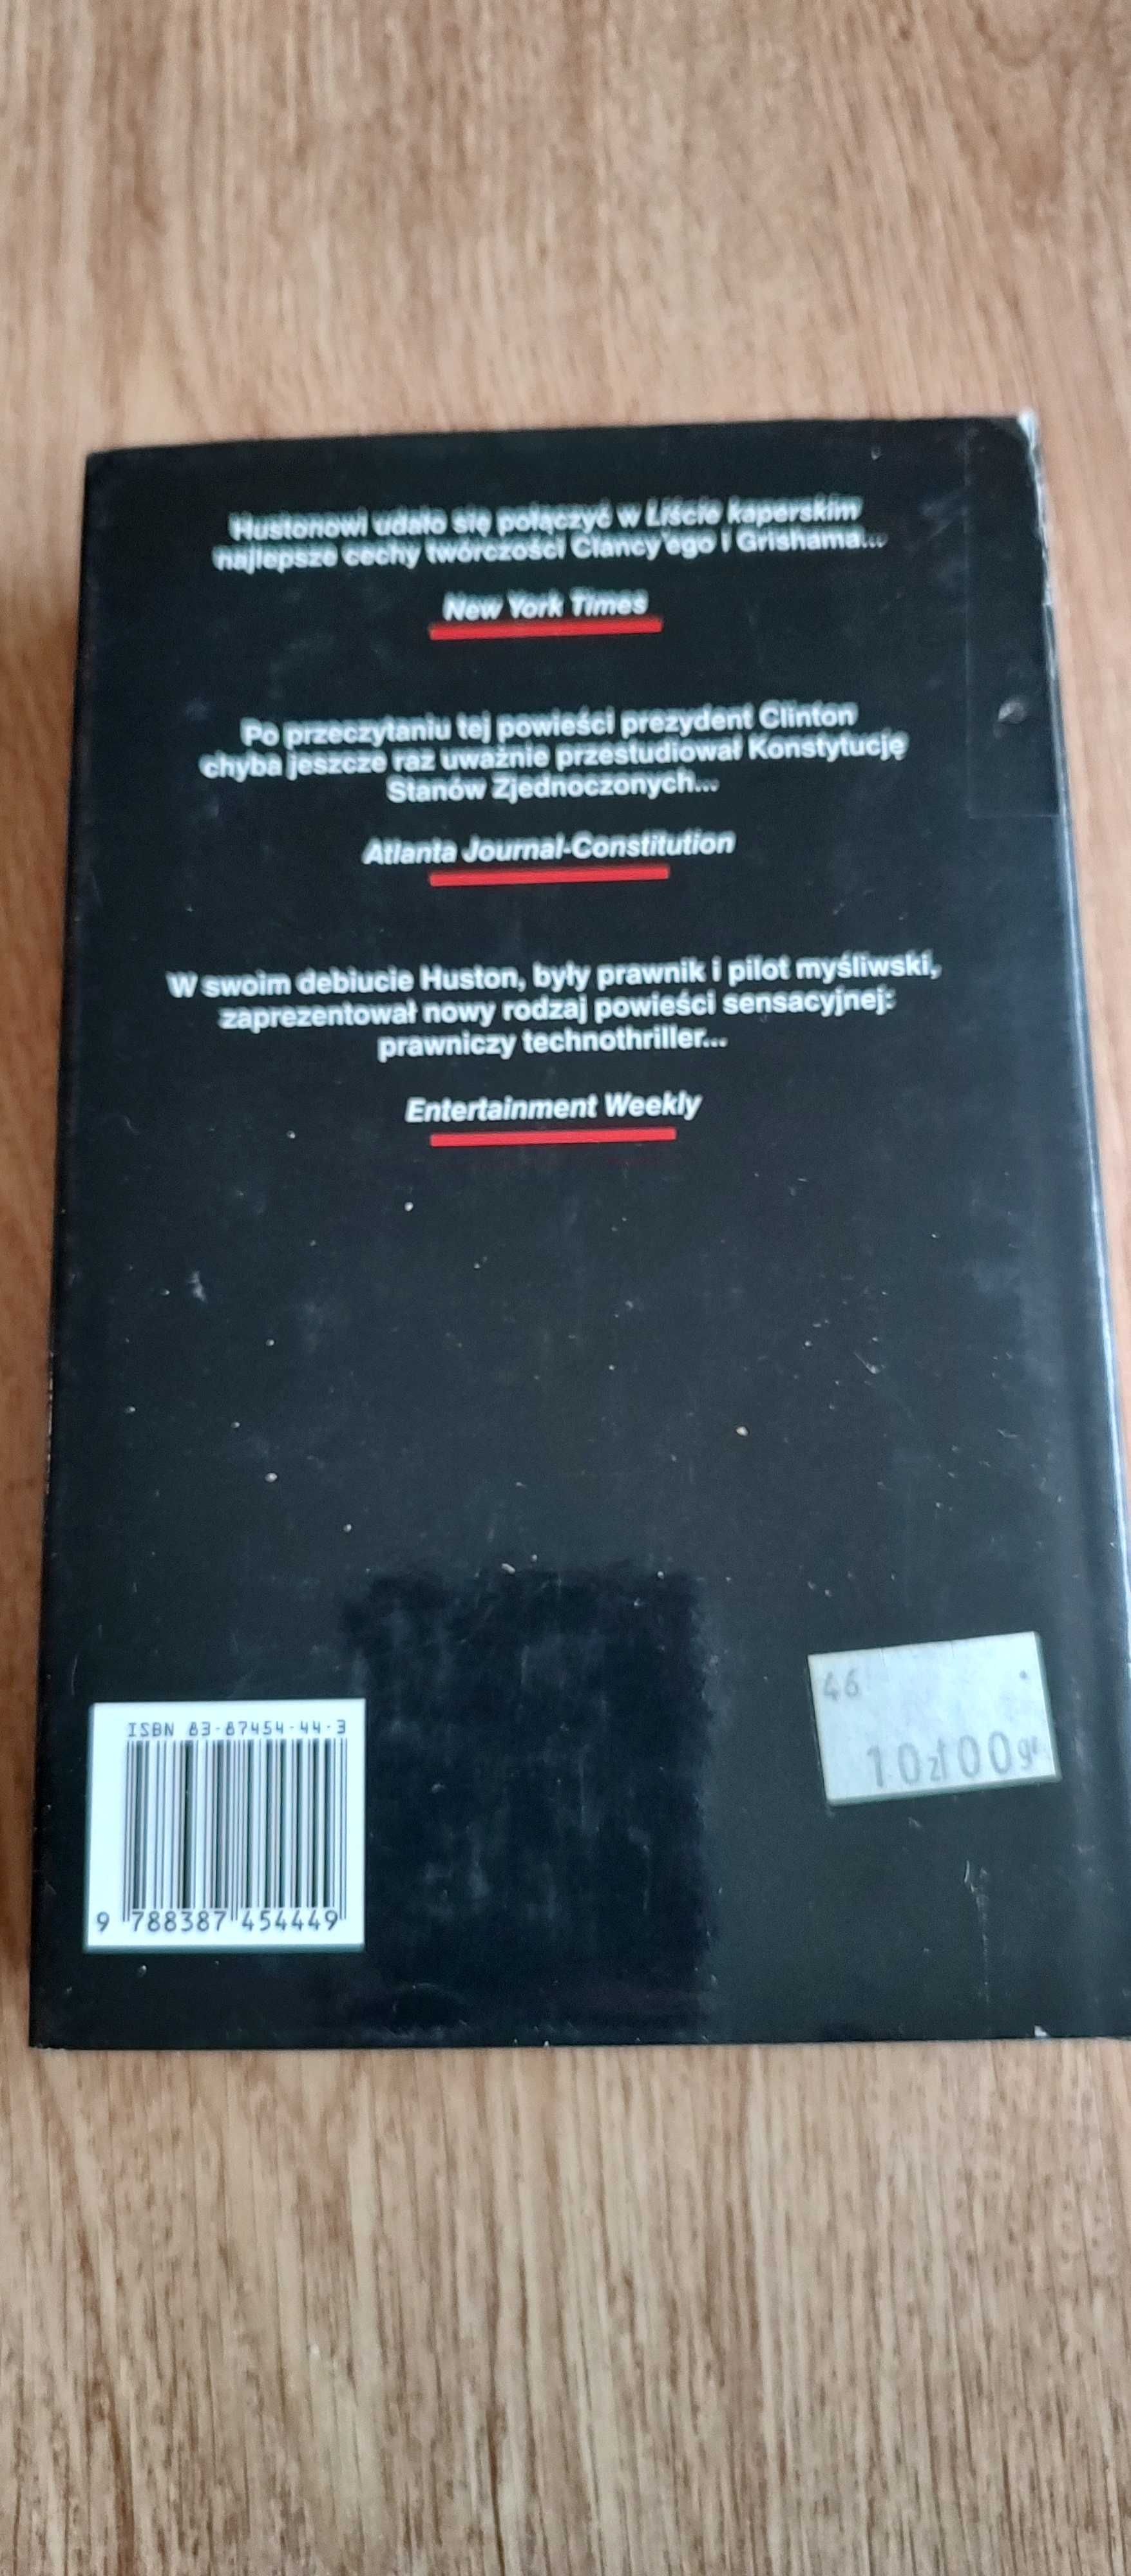 Hustonowi udało się połączyć w Liście kaperskim
najlepsze cechy twórczości Clancy'ego i Grishama...
New York Times
Po przeczytaniu tej powieści prezydent Clinton
chyba jeszcze raz uważnie przestudiował Konstytucję
Stanów Zjednoczonych...
Atlanta Journal-Constitution
W swoim debiucie Huston, były prawnik i pilot myśliwski,
zaprezentował nowy rodzaj powieści sensacyjnej:
prawniczy technothriller...
Entertainment Weekly
46
10zł00gr
ISBN 83-87454-44-3
9 788387 454449